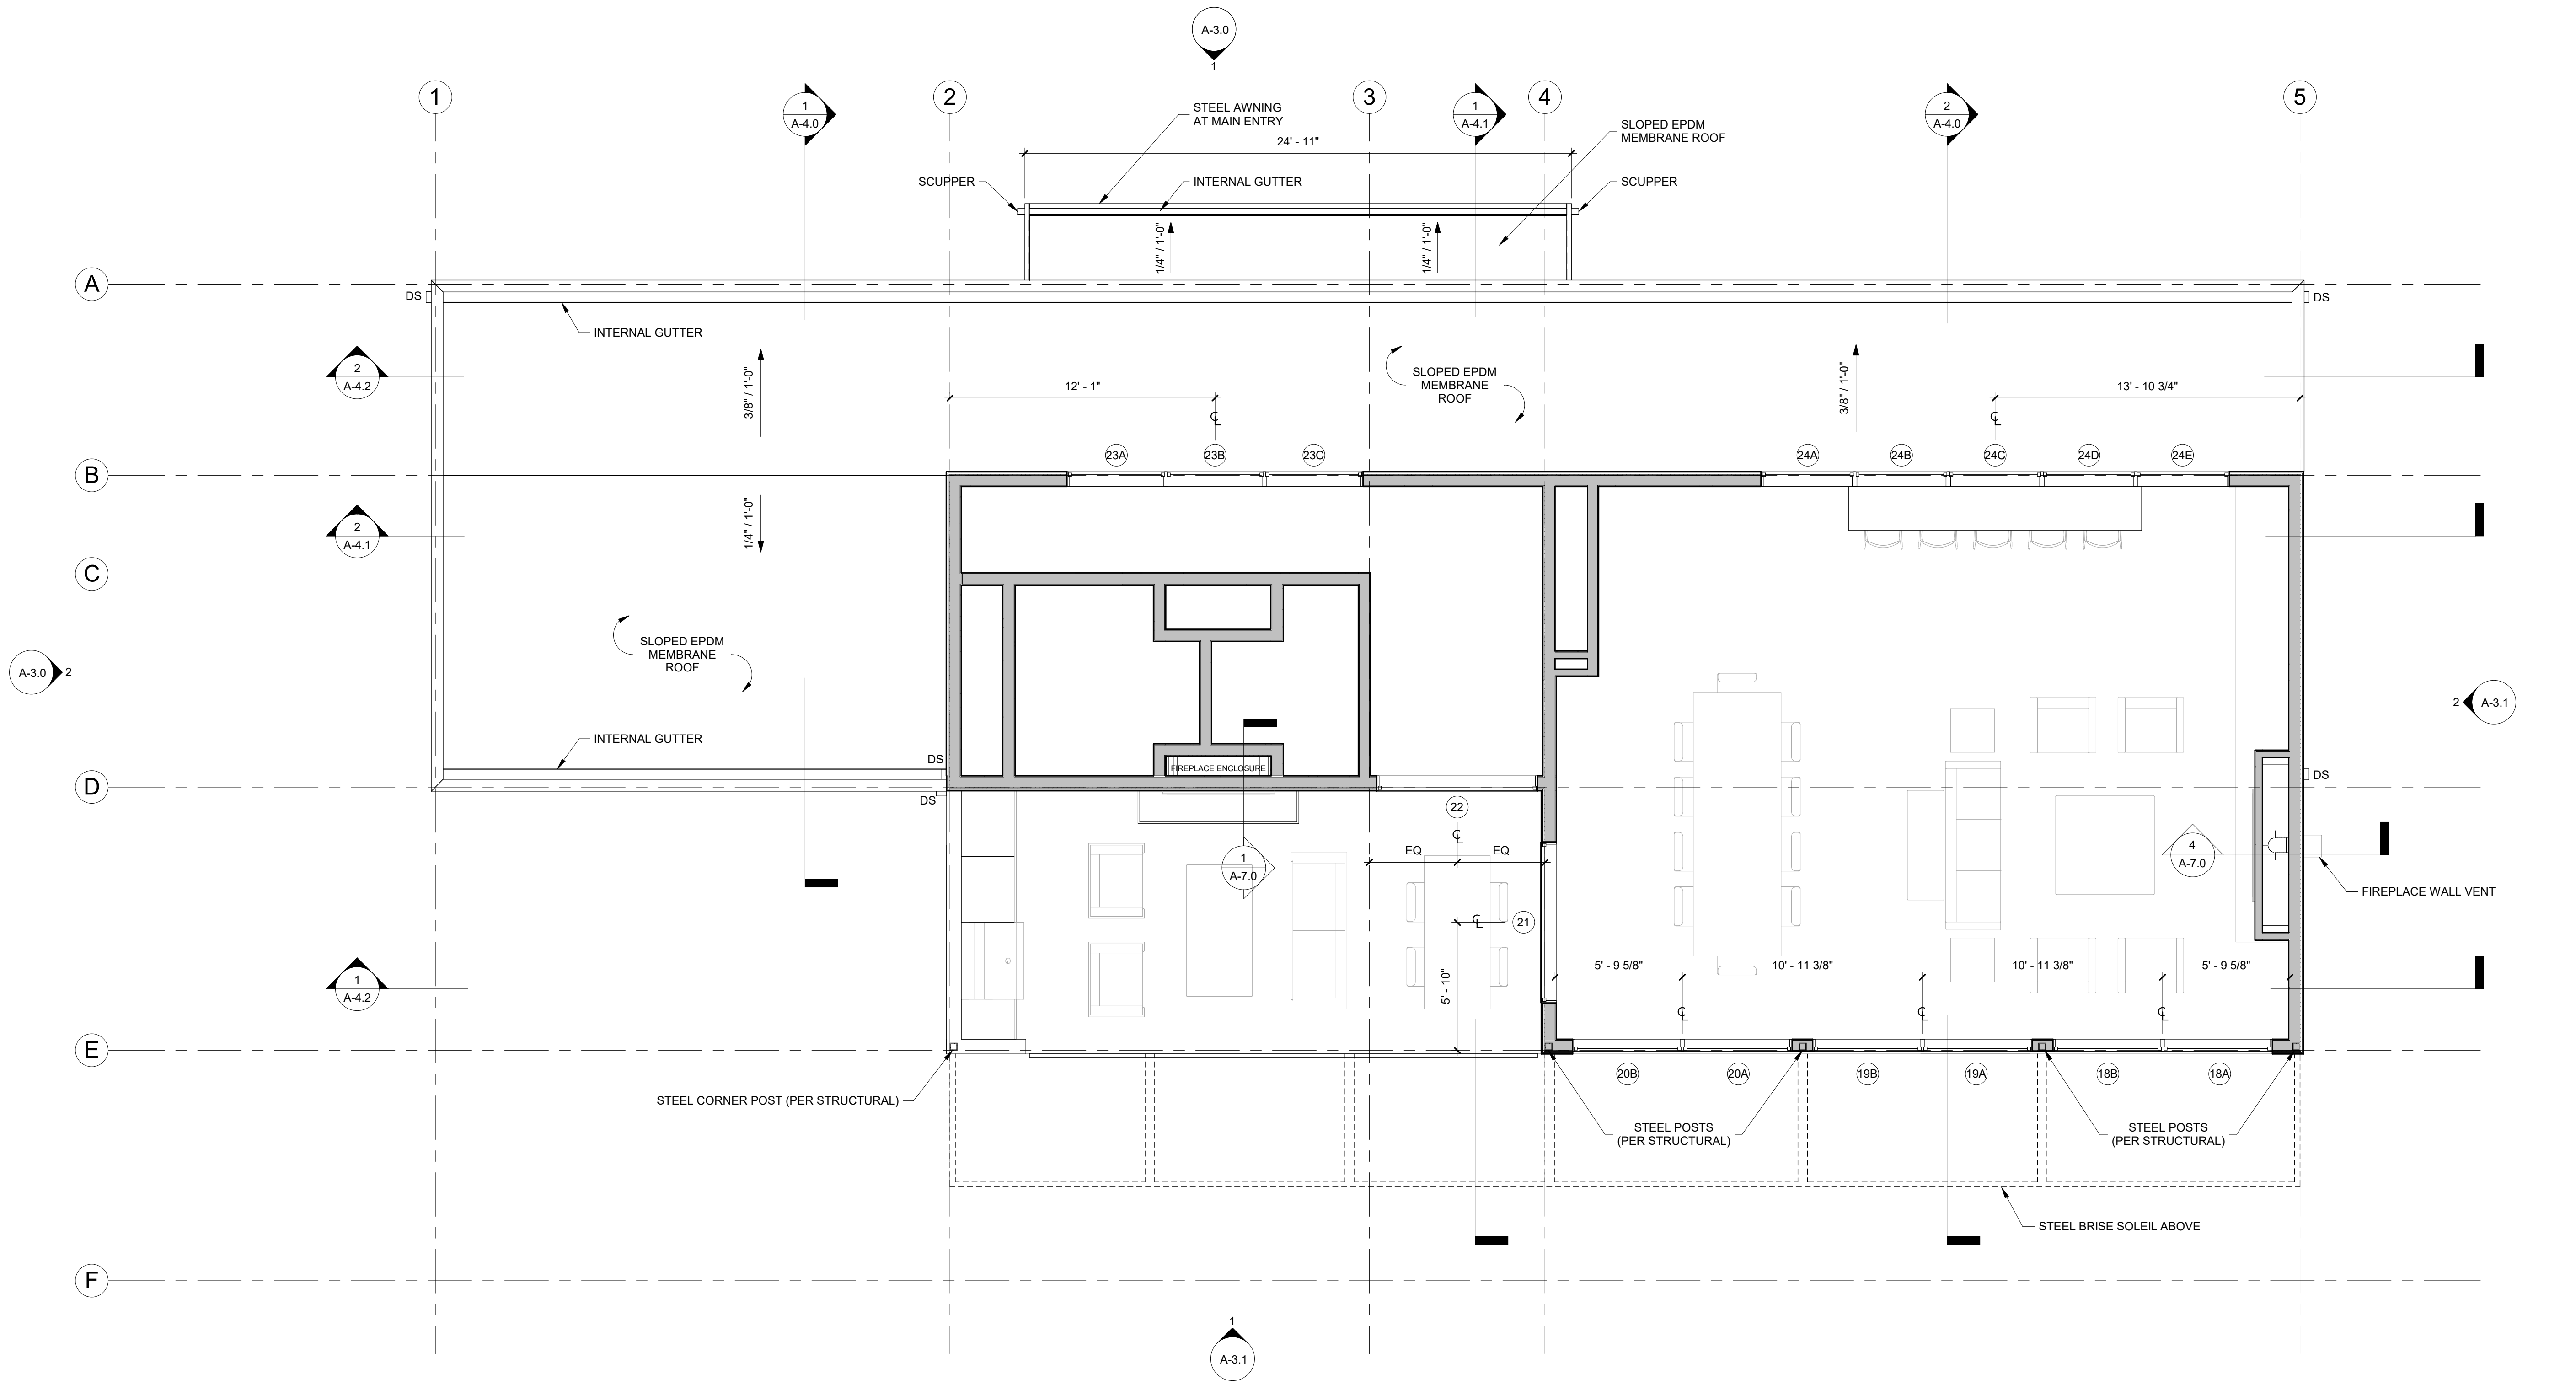 A-3.0
1
1
2
3
4
5
1
A-4.0
1
A-4.1
2
A-4.0
STEEL AWNING
AT MAIN ENTRY
SLOPED EPDM
MEMBRANE ROOF
24' - 11"
SCUPPER
INTERNAL GUTTER
SCUPPER
1/4" / 1'-0"
1/4" / 1'-0"
A
DS
DS
INTERNAL GUTTER
2
A-4.2
3/8" / 1'-0"
12' - 1"
SLOPED EPDM
MEMBRANE
ROOF
3/8" / 1'-0"
13' - 10 3/4"
CL
CL
B
23A
23B
23C
24A
24B
24C
24D
24E
2
A-4.1
1/4" / 1'-0"
C
SLOPED EPDM
MEMBRANE
ROOF
A-3.0
2
2
A-3.1
INTERNAL GUTTER
DS
FIREPLACE ENCLOSURE
DS
D
DS
22
CL
EQ
EQ
1
A-7.0
4
A-7.0
FIREPLACE WALL VENT
CL
21
5' - 10"
5' - 9 5/8"
10' - 11 3/8"
10' - 11 3/8"
5' - 9 5/8"
1
A-4.2
CL
CL
CL
E
20B
20A
19B
19A
18B
18A
STEEL CORNER POST (PER STRUCTURAL)
STEEL POSTS
(PER STRUCTURAL)
STEEL POSTS
(PER STRUCTURAL)
STEEL BRISE SOLEIL ABOVE
F
1
A-3.1